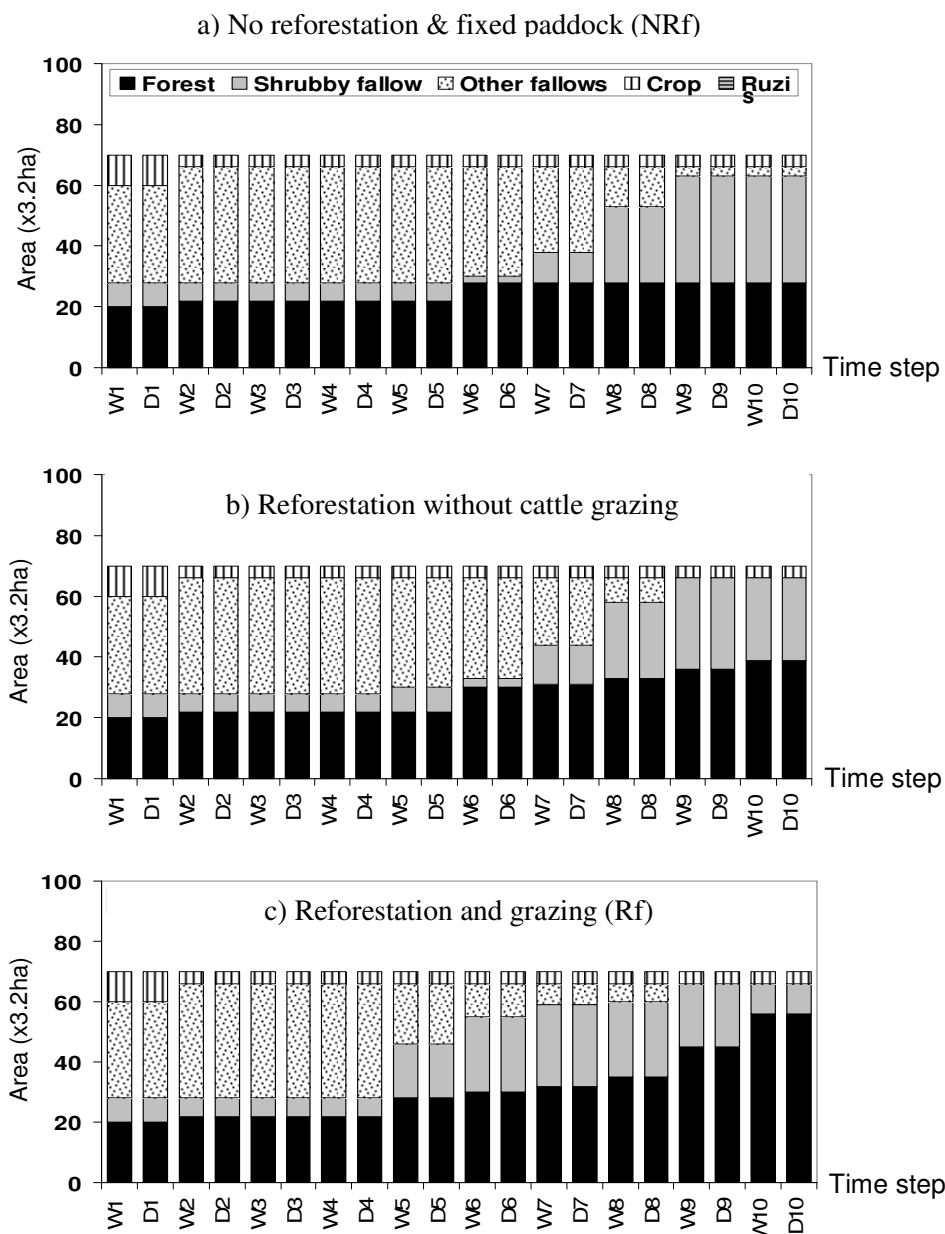 a) No reforestation & fixed paddock (NRf)
100
Forest Shrubby fallow Other fallows Crop Ruzi
s
80
60
40
20
0
Area (x3.2ha)
Time step
W1 D1 W2 D2 W3 D3 W4 D4 W5 D5 W6 D6 W7 D7 W8 D8 W9 D9 W10 D10
100
b) Reforestation without cattle grazing
80
60
40
20
0
Area (x3.2ha)
Time step
W1 D1 W2 D2 W3 D3 W4 D4 W5 D5 W6 D6 W7 D7 W8 D8 W9 D9 W10 D10
100
c) Reforestation and grazing (Rf)
80
60
40
20
0
Area (x3.2ha)
Time step
W1 D1 W2 D2 W3 D3 W4 D4 W5 D5 W6 D6 W7 D7 W8 D8 W9 D9 W10 D10